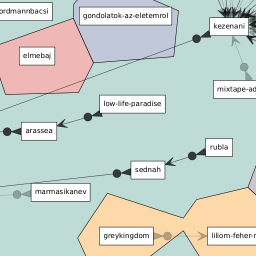 ordmannbacsi
gondolatok-az-eletemrol
kezenani
elmebaj
mixtape-ad
low-life-paradise
arassea
rubla
sednah
marmasikanev
greykingdom
liliom-feher-r